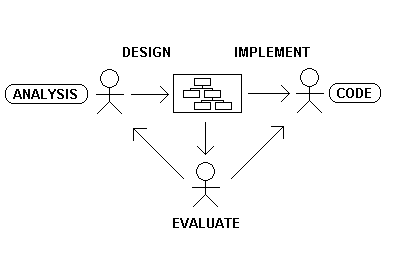 DESIGN
IMPLEMENT
ANALYSIS
CODE
EVALUATE